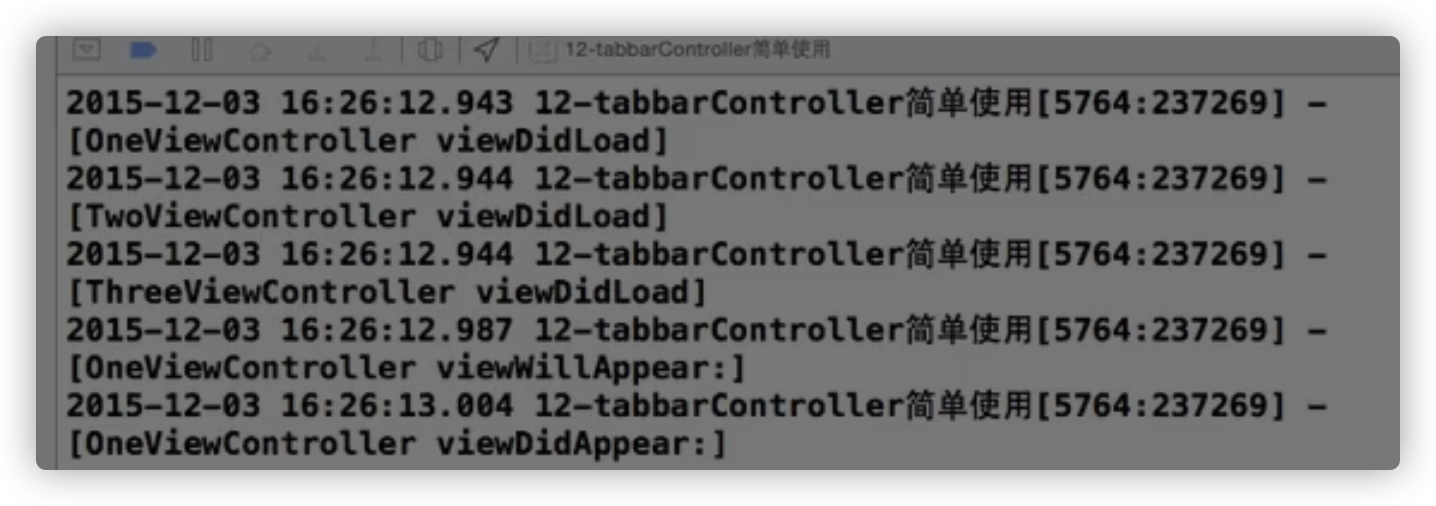 12-tabbarController简单使用
2015-12-03 16:26:12.943 12-tabbarController简单使用[5764:237269] -
[OneViewController viewDidLoad]
2015-12-03 16:26:12.944 12-tabbarController简单使用[5764:237269] -
[TwoViewController viewDidLoad]
2015-12-03 16:26:12.944 12-tabbarController简单使用[5764:237269] -
[ThreeViewController viewDidLoad]
2015-12-03 16:26:12.987 12-tabbarController简单使用[5764:237269] -
[OneViewController viewWillAppear:]
2015-12-03 16:26:13.004 12-tabbarController简单使用[5764:237269] -
[OneViewController viewDidAppear:]